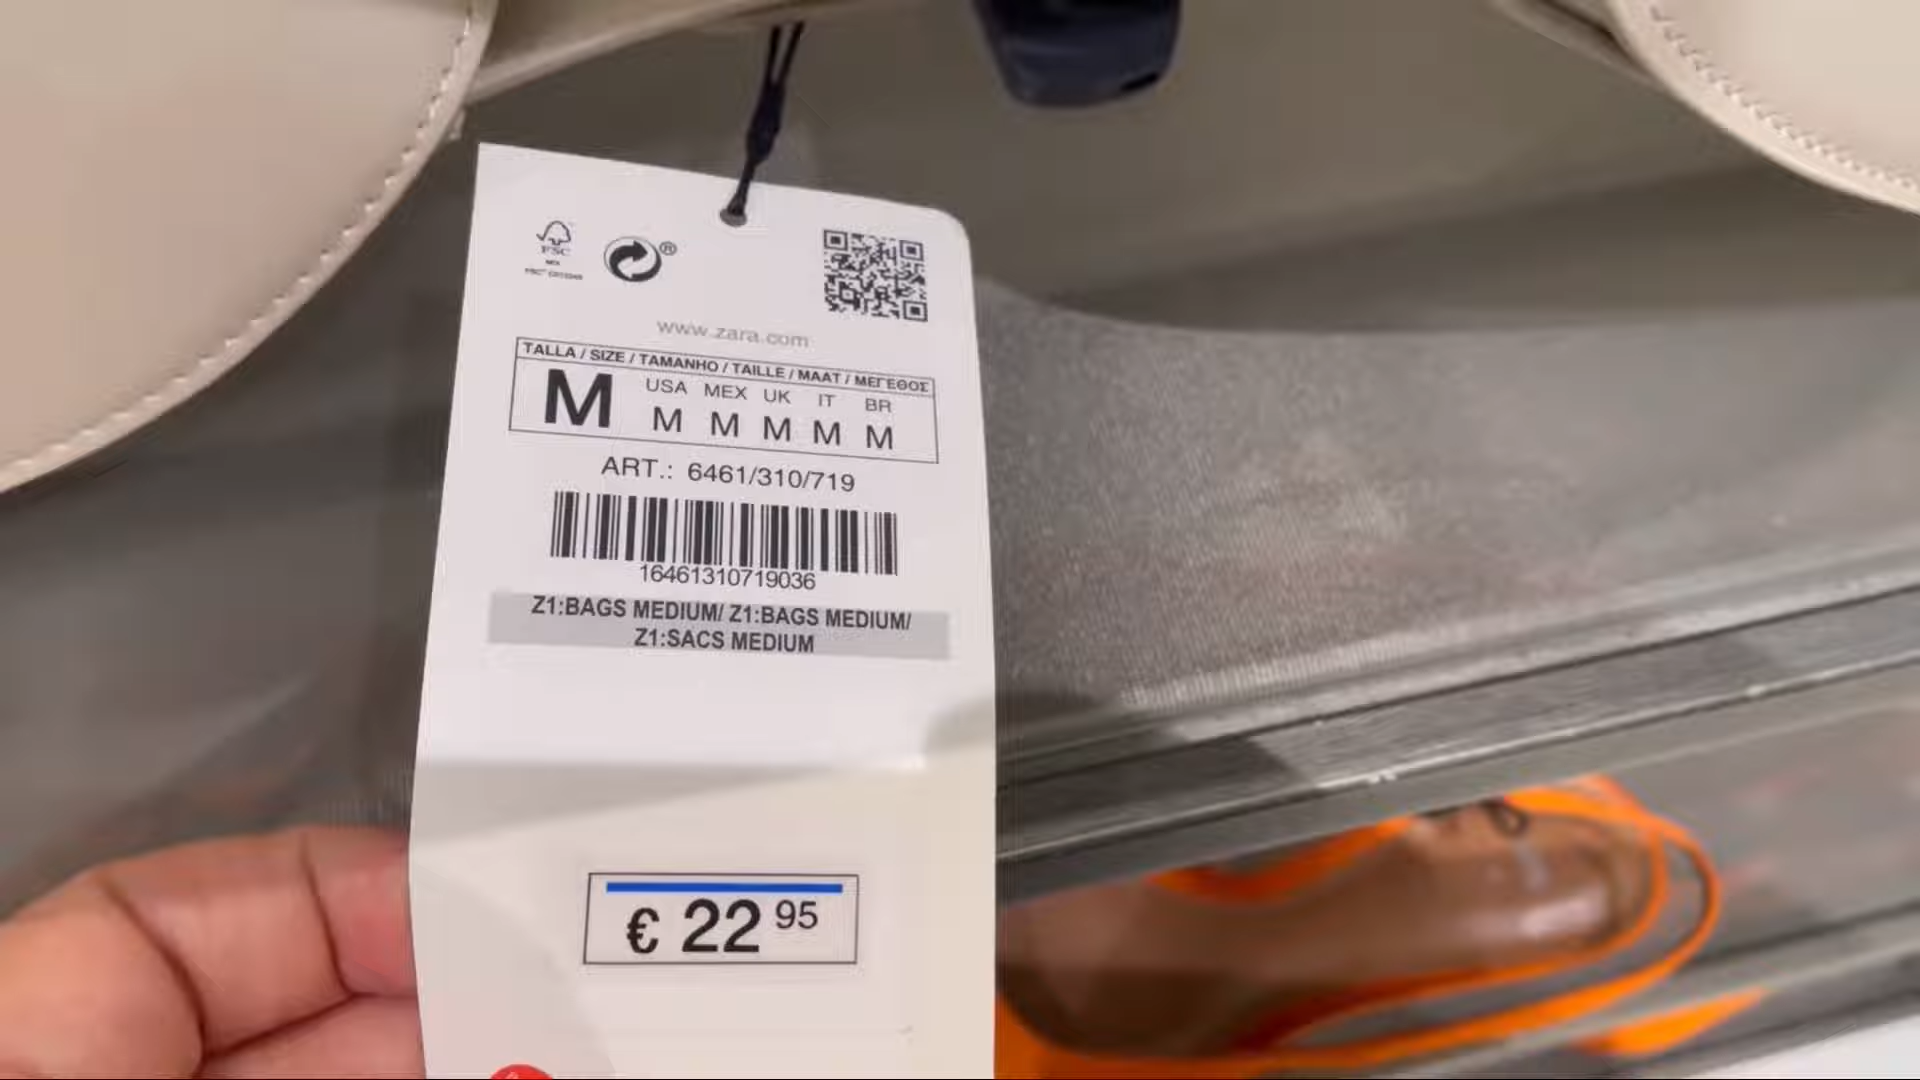 FSC
MIX
®
www.zara.com
TALLA / SIZE / TAMANHO / TAILLE / MAAT / ΜΕΓΕΘΟΣ
M USA MEX UK IT BR
M M M M M
ART.: 6461/310/719
16461310719036
Z1:BAGS MEDIUM/ Z1:BAGS MEDIUM/
Z1:SACS MEDIUM
€ 22 95